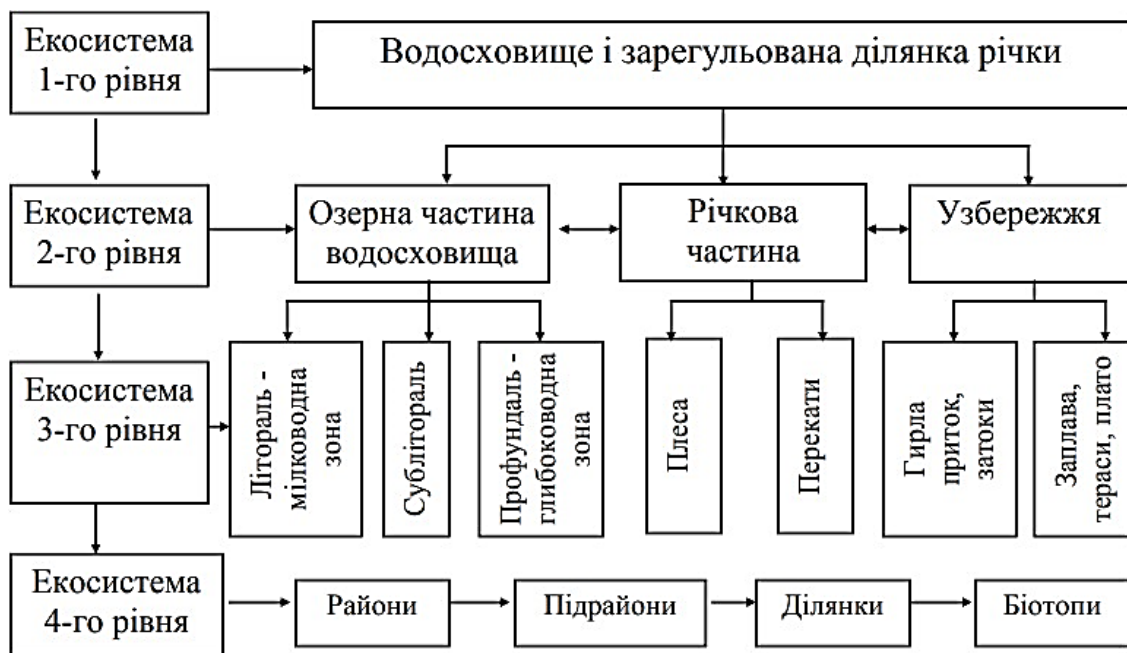 Екосистема
1-го рівня
Водосховище і зарегульована ділянка річки
Екосистема
2-го рівня
Озерна частина
водосховища
Річкова
частина
Узбережжя
Екосистема
3-го рівня
Літораль -
мілководна
зона
Субліторaль
Профундаль -
глибоководна
зона
Плеса
Перекати
Гирла
приток,
затоки
Заплава,
тераси, плато
Екосистема
4-го рівня
Райони
Підрайони
Ділянки
Біотопи